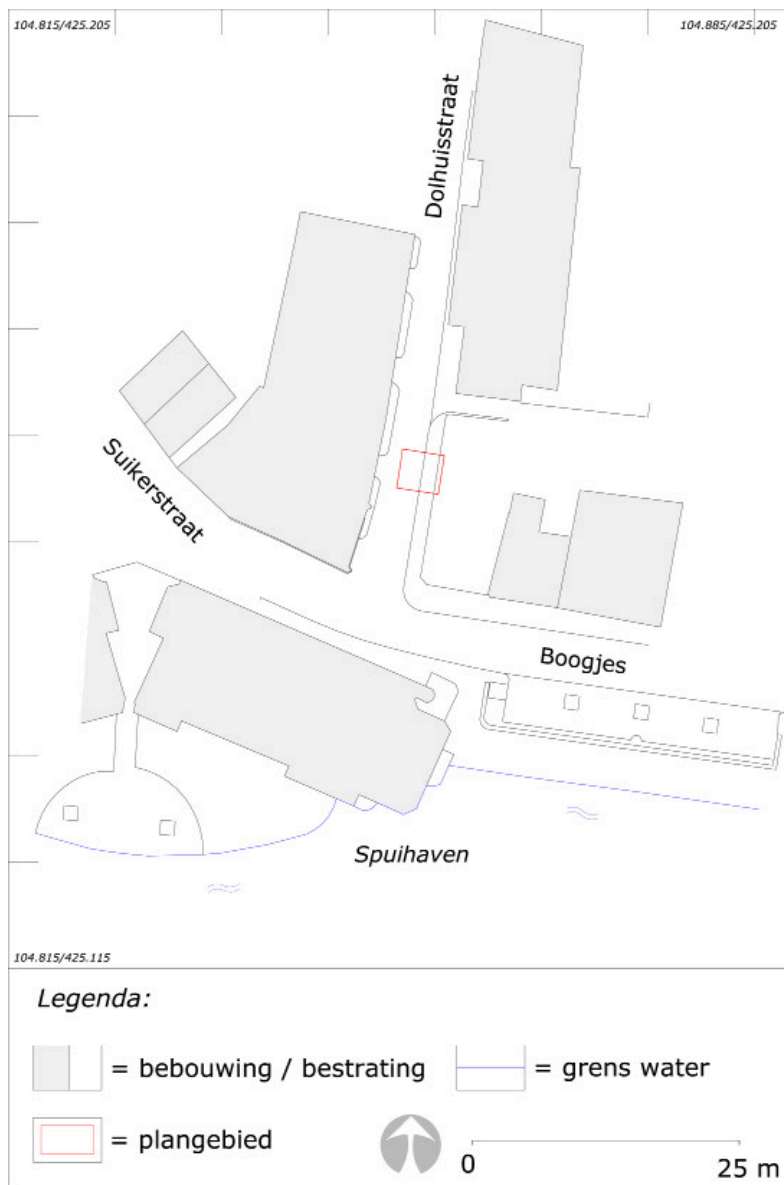 104.815/425.205
104.885/425.205
Dolhuisstraat
Suikerstraat
Boogjes
Spuihaven
104.815/425.115
Legenda:
= bebouwing / bestrating
= grens water
= plangebied
0
25 m